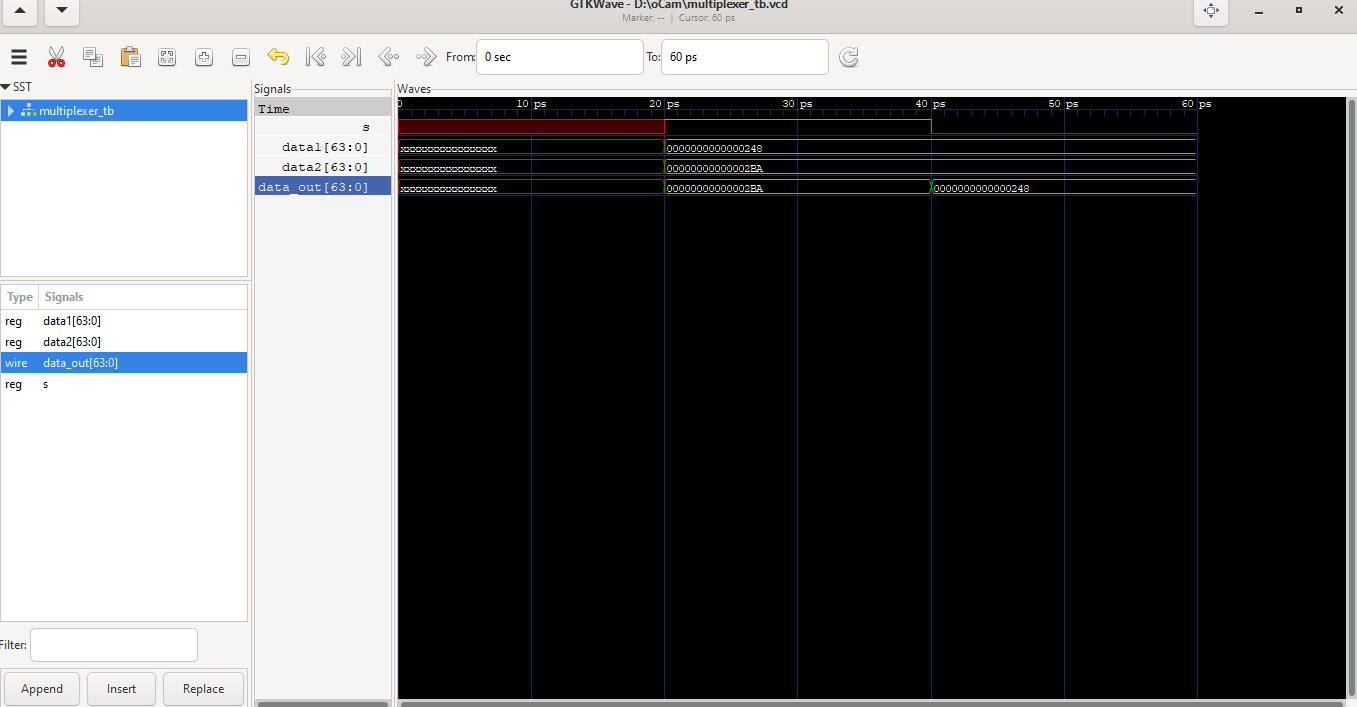 GTKWave - D:\oCam\multiplexer_tb.vcd
Marker: -- | Cursor: 60 ps
From: 0 sec To: 60 ps
SST
multiplexer_tb
Type Signals
reg data1[63:0]
reg data2[63:0]
wire data_out[63:0]
reg s
Filter:
Append Insert Replace
Signals
Time
s
data1[63:0]
data2[63:0]
data_out[63:0]
Waves
0 10 ps 20 ps 30 ps 40 ps 50 ps 60 ps
xxxxxxxxxxxxxxxx 0000000000000248
xxxxxxxxxxxxxxxx 00000000000002BA
xxxxxxxxxxxxxxxx 00000000000002BA 0000000000000248